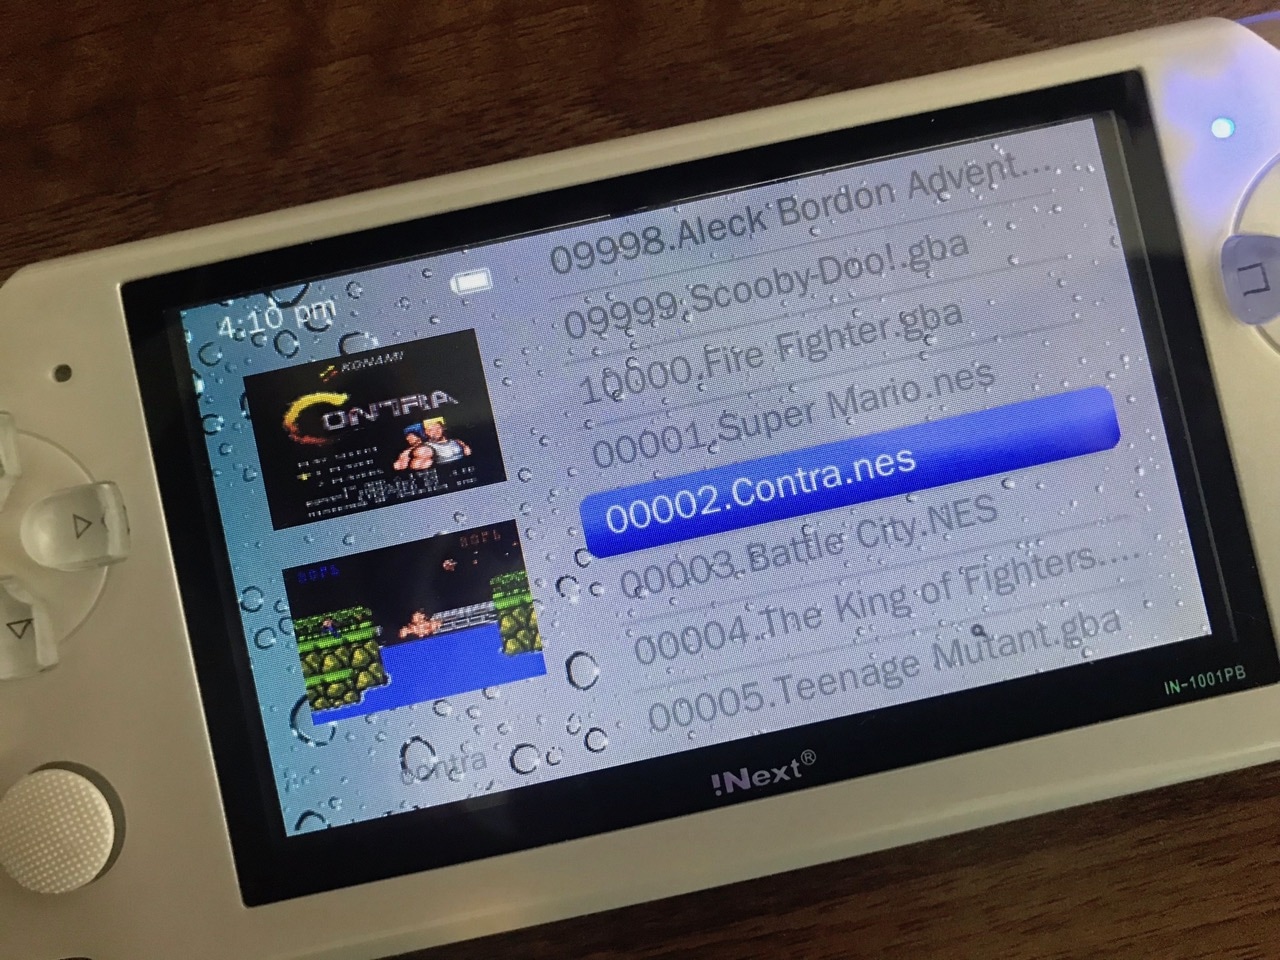 4:10 pm
KONAMI
CONTRA
contra
09998.Aleck Bordon Advent...
09999.Scooby-Doo!.gba
10000.Fire Fighter.gba
00001.Super Mario.nes
00002.Contra.nes
00003.Battle City.NES
00004.The King of Fighters....
00005.Teenage Mutant.gba
!Next®
IN-1001PB